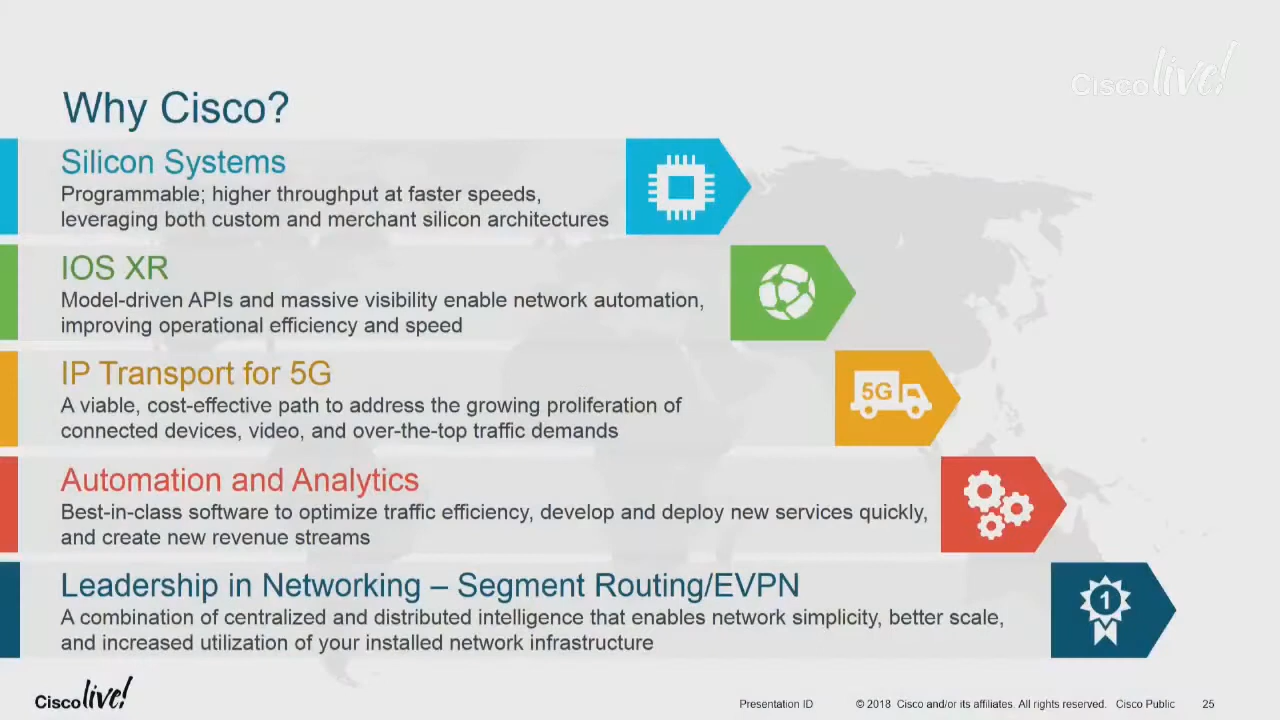 Cisco live!
Why Cisco?
Silicon Systems
Programmable; higher throughput at faster speeds,
leveraging both custom and merchant silicon architectures
IOS XR
Model-driven APIs and massive visibility enable network automation,
improving operational efficiency and speed
IP Transport for 5G
A viable, cost-effective path to address the growing proliferation of
connected devices, video, and over-the-top traffic demands
5G
Automation and Analytics
Best-in-class software to optimize traffic efficiency, develop and deploy new services quickly,
and create new revenue streams
Leadership in Networking – Segment Routing/EVPN
A combination of centralized and distributed intelligence that enables network simplicity, better scale,
and increased utilization of your installed network infrastructure
1
Cisco live!
Presentation ID
© 2018 Cisco and/or its affiliates. All rights reserved. Cisco Public
25